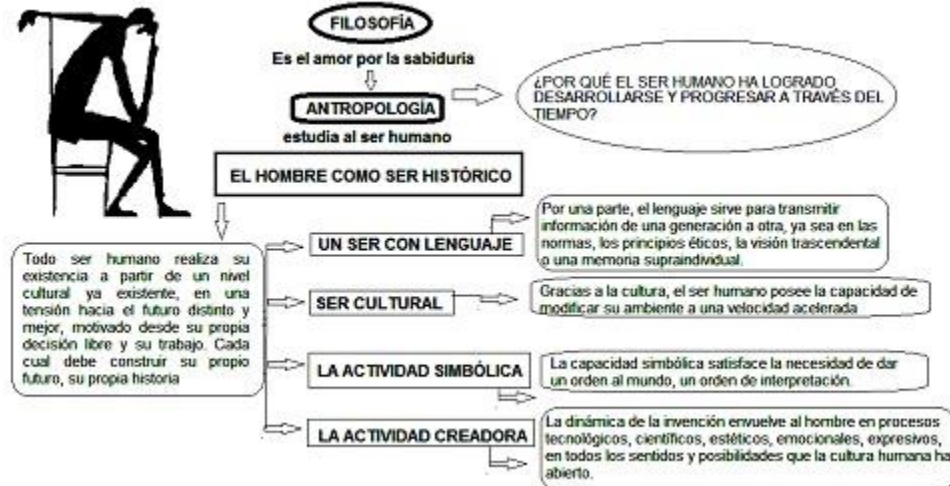 FILOSOFÍA
Es el amor por la sabiduria
ANTROPOLOGÍA
estudia al ser humano
¿POR QUÉ EL SER HUMANO HA LOGRADO
DESARROLLARSE Y PROGRESAR A TRAVÉS DEL
TIEMPO?
EL HOMBRE COMO SER HISTÓRICO
Todo ser humano realiza su
existencia a partir de un nivel
cultural ya existente, en una
tensión hacia el futuro distinto y
mejor, motivado desde su propia
decisión libre y su trabajo. Cada
cual debe construir su propio
futuro, su propia historia
UN SER CON LENGUAJE
Por una parte, el lenguaje sirve para transmitir
información de una generación a otra, ya sea en las
normas, los principios éticos, la visión trascendental
o una memoria supraindividual.
SER CULTURAL
Gracias a la cultura, el ser humano posee la capacidad de
modificar su ambiente a una velocidad acelerada
LA ACTIVIDAD SIMBÓLICA
La capacidad simbólica satisface la necesidad de dar
un orden al mundo, un orden de interpretación.
LA ACTIVIDAD CREADORA
La dinámica de la invención envuelve al hombre en procesos
tecnológicos, científicos, estéticos, emocionales, expresivos,
en todos los sentidos y posibilidades que la cultura humana ha
abierto.